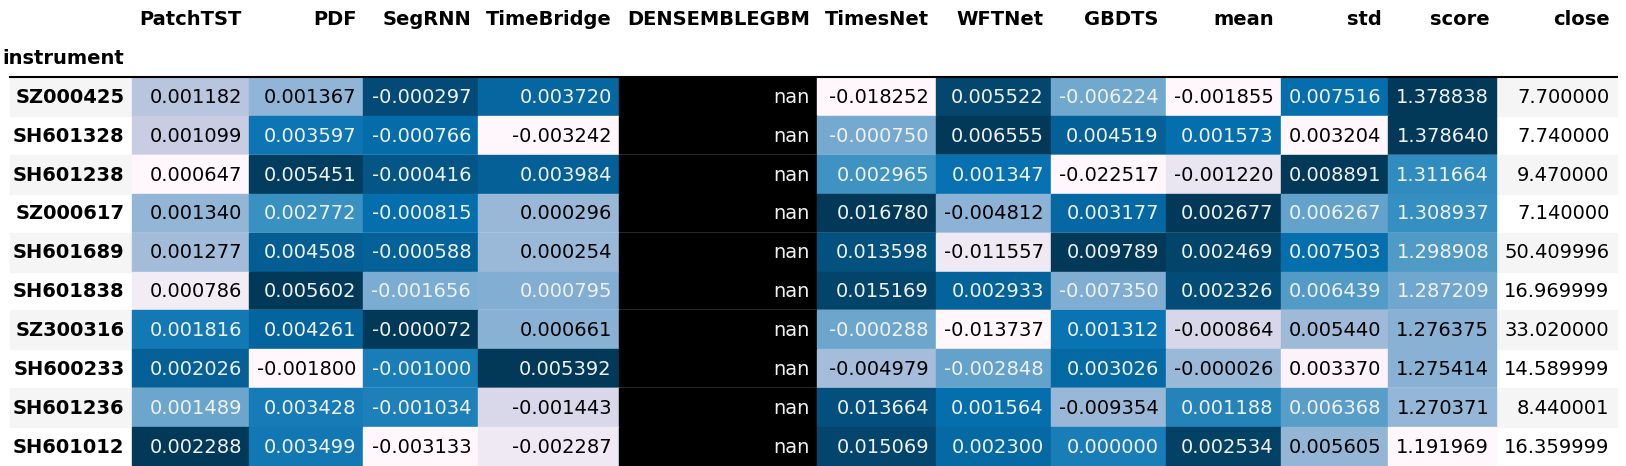 PatchTST PDF SegRNN TimeBridge DENSEMBLEGBM TimesNet WFTNet GBDTS mean std score close
instrument
SZ000425 0.001182 0.001367 -0.000297 0.003720 nan -0.018252 0.005522 -0.006224 -0.001855 0.007516 1.378838 7.700000
SH601328 0.001099 0.003597 -0.000766 -0.003242 nan -0.000750 0.006555 0.004519 0.001573 0.003204 1.378640 7.740000
SH601238 0.000647 0.005451 -0.000416 0.003984 nan 0.002965 0.001347 -0.022517 -0.001220 0.008891 1.311664 9.470000
SZ000617 0.001340 0.002772 -0.000815 0.000296 nan 0.016780 -0.004812 0.003177 0.002677 0.006267 1.308937 7.140000
SH601689 0.001277 0.004508 -0.000588 0.000254 nan 0.013598 -0.011557 0.009789 0.002469 0.007503 1.298908 50.409996
SH601838 0.000786 0.005602 -0.001656 0.000795 nan 0.015169 0.002933 -0.007350 0.002326 0.006439 1.287209 16.969999
SZ300316 0.001816 0.004261 -0.000072 0.000661 nan -0.000288 -0.013737 0.001312 -0.000864 0.005440 1.276375 33.020000
SH600233 0.002026 -0.001800 -0.001000 0.005392 nan -0.004979 -0.002848 0.003026 -0.000026 0.003370 1.275414 14.589999
SH601236 0.001489 0.003428 -0.001034 -0.001443 nan 0.013664 0.001564 -0.009354 0.001188 0.006368 1.270371 8.440001
SH601012 0.002288 0.003499 -0.003133 -0.002287 nan 0.015069 0.002300 0.000000 0.002534 0.005605 1.191969 16.359999